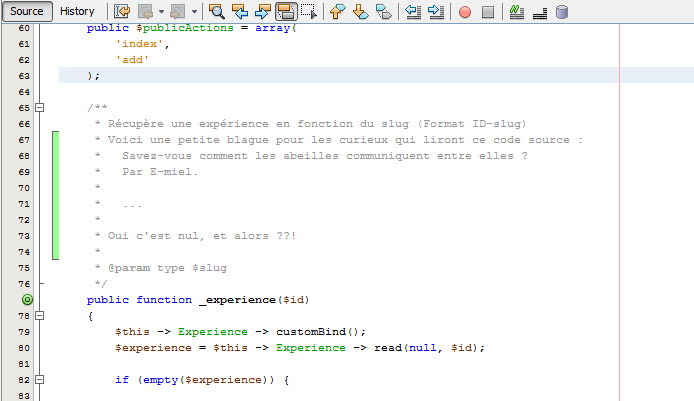 Source History
60 public $publicActions = array(
61 'index',
62 'add'
63 );
64
65 /**
66 * Récupère une expérience en fonction du slug (Format ID-slug)
67 * Voici une petite blague pour les curieux qui liront ce code source :
68 * Savez-vous comment les abeilles communiquent entre elles ?
69 * Par E-miel.
70 *
71 * ...
72 *
73 * Oui c'est nul, et alors ??!
74 *
75 * @param type $slug
76 */
public function _experience($id)
78 {
79 $this -> Experience -> customBind();
80 $experience = $this -> Experience -> read(null, $id);
81
82 if (empty($experience)) {
83